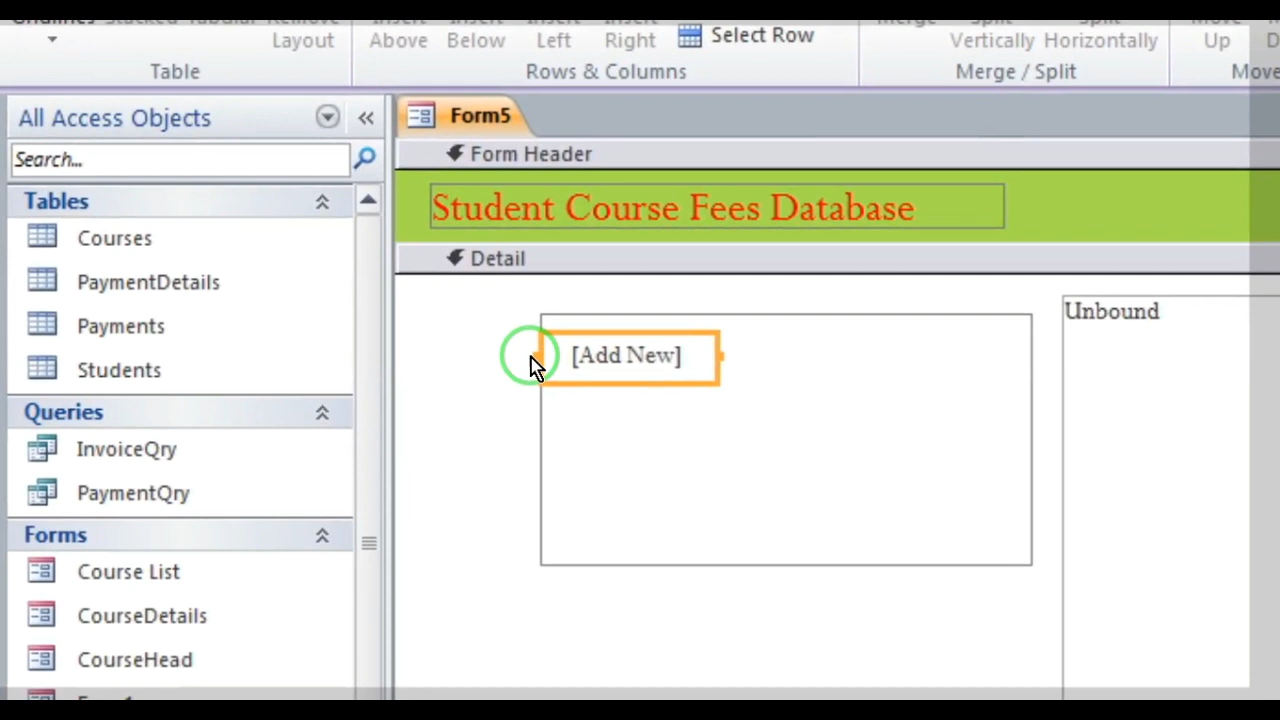 Layout
Above
Below
Left
Right
Select Row
Vertically
Horizontally
Up
Table
Rows & Columns
Merge / Split
Move
All Access Objects
Form5
Search...
Form Header
Tables
Student Course Fees Database
Courses
Detail
PaymentDetails
Payments
Unbound
Students
[Add New]
Queries
InvoiceQry
PaymentQry
Forms
Course List
CourseDetails
CourseHead